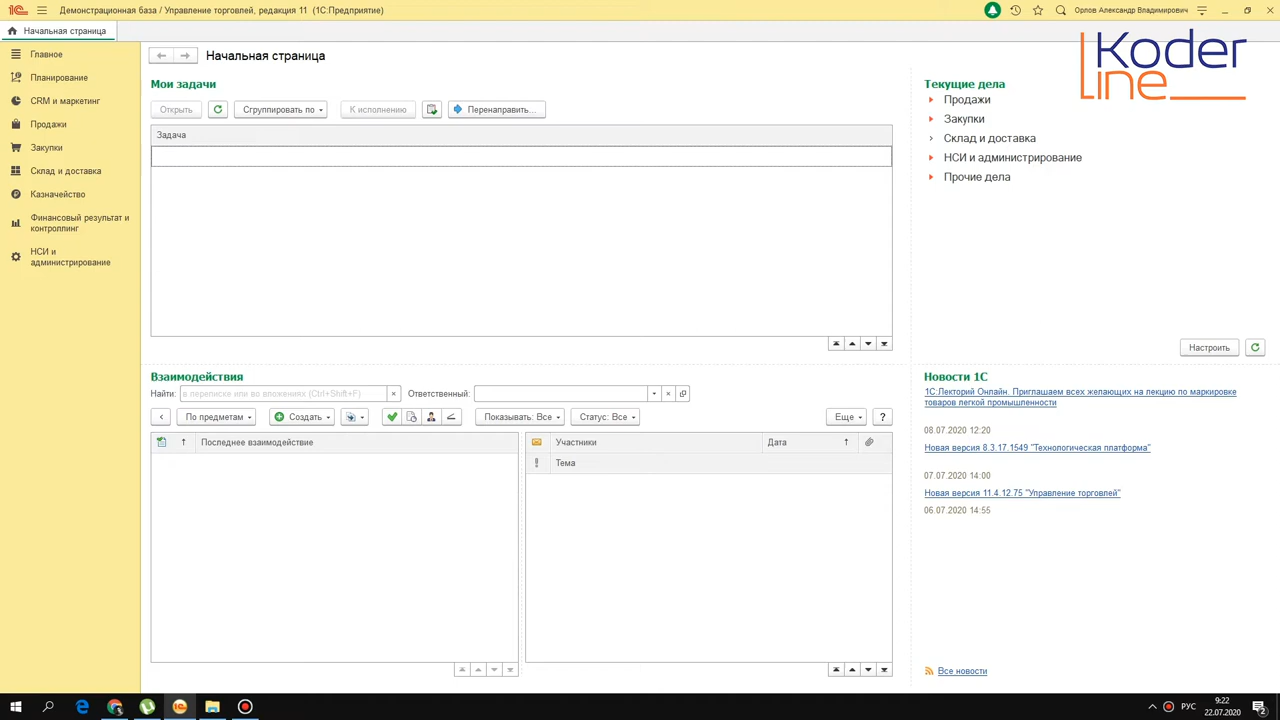 Демонстрационная база / Управление торговлей, редакция 11 (1С:Предприятие)
Орлов Александр Владимирович
Начальная страница
Главное
Планирование
CRM и маркетинг
Продажи
Закупки
Склад и доставка
Казначейство
Финансовый результат и
контроллинг
НСИ и
администрирование
Начальная страница
Koder
line
Мои задачи
Открыть
Сгруппировать по
К исполнению
Перенаправить...
Задача
Текущие дела
Продажи
Закупки
Склад и доставка
НСИ и администрирование
Прочие дела
Настроить
Взаимодействия
Найти: в переписке или во вложениях (Ctrl+Shift+F) × Ответственный:
По предметам
Создать
Показывать: Все
Статус: Все
Еще
?
Последнее взаимодействие
Участники
Дата
Тема
Новости 1С
1С:Лекторий Онлайн. Приглашаем всех желающих на лекцию по маркировке
товаров легкой промышленности
08.07.2020 12:20
Новая версия 8.3.17.1549 "Технологическая платформа"
07.07.2020 14:00
Новая версия 11.4.12.75 "Управление торговлей"
06.07.2020 14:55
Все новости
РУС
9:22
22.07.2020
2